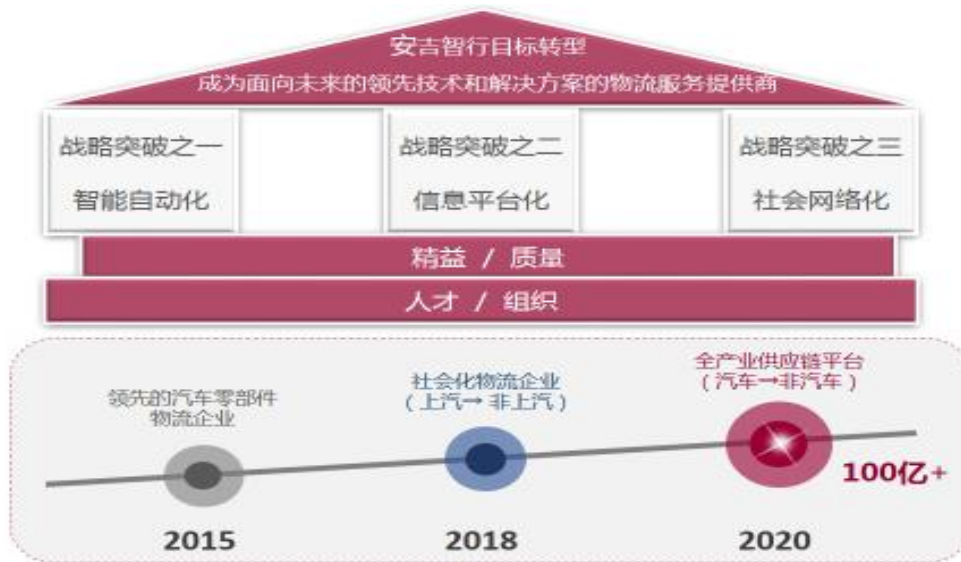 安吉智行目标转型
成为面向未来的领先技术和解决方案的物流服务提供商
战略突破之一
智能自动化
战略突破之二
信息平台化
战略突破之三
社会网络化
精益 / 质量
人才 / 组织
领先的汽车零部件
物流企业
社会化物流企业
(上汽→ 非上汽)
全产业供应链平台
(汽车→非汽车)
100亿+
2015
2018
2020